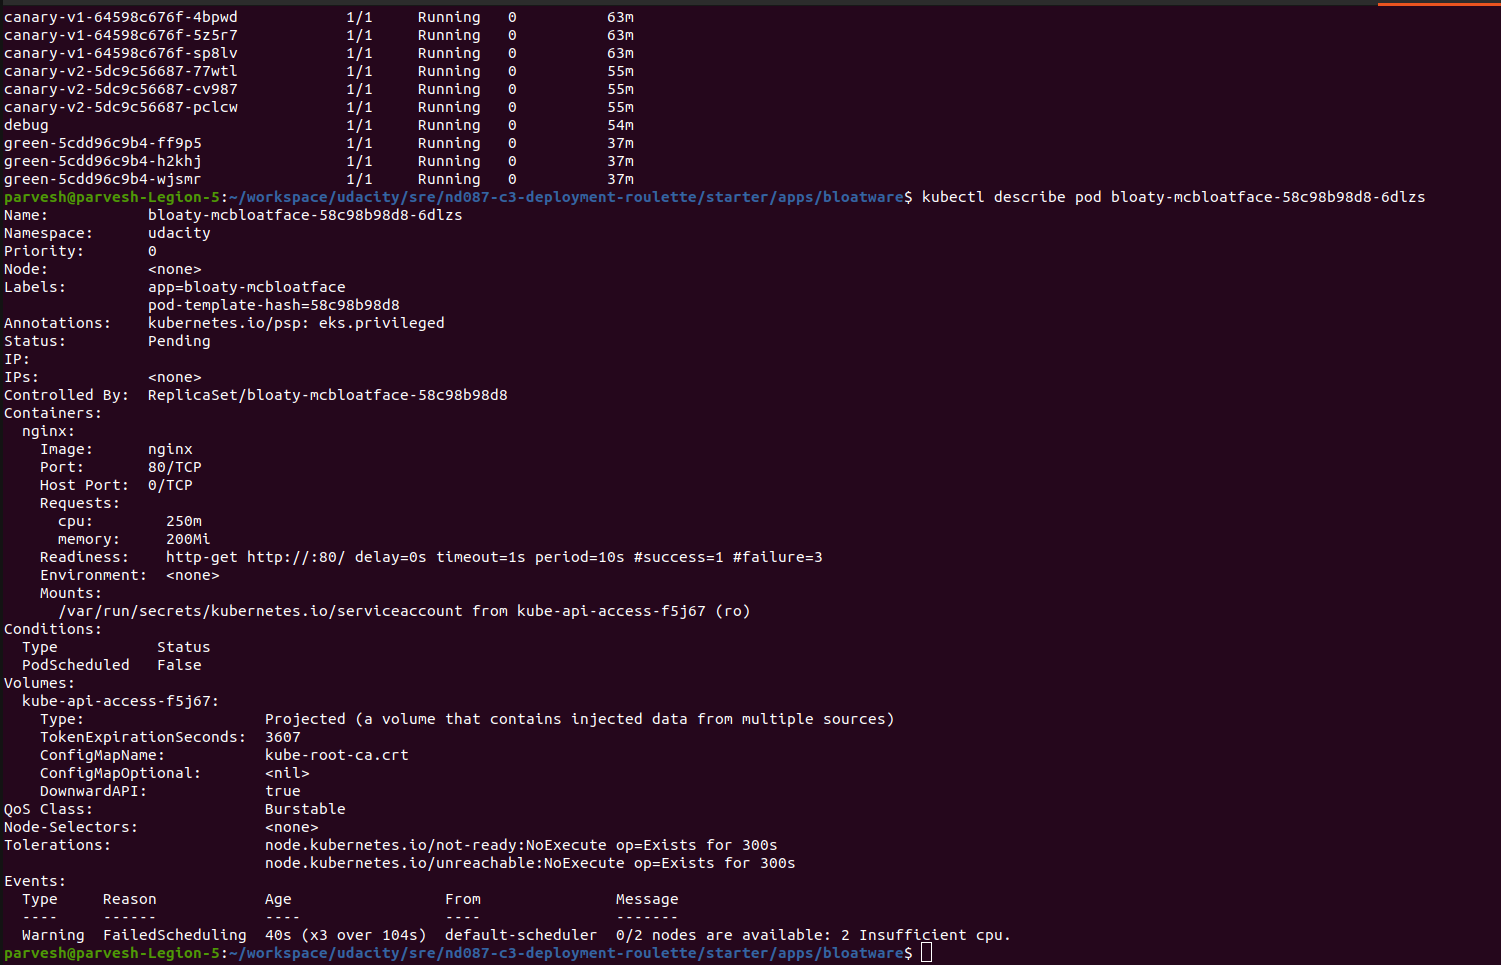 canary-v1-64598c676f-4bpwd            1/1     Running   0          63m
canary-v1-64598c676f-5z5r7            1/1     Running   0          63m
canary-v1-64598c676f-sp8lv            1/1     Running   0          63m
canary-v2-5dc9c56687-77wtl            1/1     Running   0          55m
canary-v2-5dc9c56687-cv987            1/1     Running   0          55m
canary-v2-5dc9c56687-pclcw            1/1     Running   0          55m
debug                                 1/1     Running   0          54m
green-5cdd96c9b4-ff9p5                1/1     Running   0          37m
green-5cdd96c9b4-h2khj                1/1     Running   0          37m
green-5cdd96c9b4-wjsmr                1/1     Running   0          37m
parvesh@parvesh-Legion-5:~/workspace/udacity/sre/nd087-c3-deployment-roulette/starter/apps/bloatware$ kubectl describe pod bloaty-mcbloatface-58c98b98d8-6dlzs
Name:           bloaty-mcbloatface-58c98b98d8-6dlzs
Namespace:      udacity
Priority:       0
Node:           <none>
Labels:         app=bloaty-mcbloatface
                pod-template-hash=58c98b98d8
Annotations:    kubernetes.io/psp: eks.privileged
Status:         Pending
IP:
IPs:            <none>
Controlled By:  ReplicaSet/bloaty-mcbloatface-58c98b98d8
Containers:
  nginx:
    Image:      nginx
    Port:       80/TCP
    Host Port:  0/TCP
    Requests:
      cpu:        250m
      memory:     200Mi
    Readiness:    http-get http://:80/ delay=0s timeout=1s period=10s #success=1 #failure=3
    Environment:  <none>
    Mounts:
      /var/run/secrets/kubernetes.io/serviceaccount from kube-api-access-f5j67 (ro)
Conditions:
  Type           Status
  PodScheduled   False
Volumes:
  kube-api-access-f5j67:
    Type:                    Projected (a volume that contains injected data from multiple sources)
    TokenExpirationSeconds:  3607
    ConfigMapName:           kube-root-ca.crt
    ConfigMapOptional:       <nil>
    DownwardAPI:             true
QoS Class:                   Burstable
Node-Selectors:              <none>
Tolerations:                 node.kubernetes.io/not-ready:NoExecute op=Exists for 300s
                             node.kubernetes.io/unreachable:NoExecute op=Exists for 300s
Events:
  Type     Reason            Age                 From               Message
  ----     ------            ----                ----               -------
  Warning  FailedScheduling  40s (x3 over 104s)  default-scheduler  0/2 nodes are available: 2 Insufficient cpu.
parvesh@parvesh-Legion-5:~/workspace/udacity/sre/nd087-c3-deployment-roulette/starter/apps/bloatware$